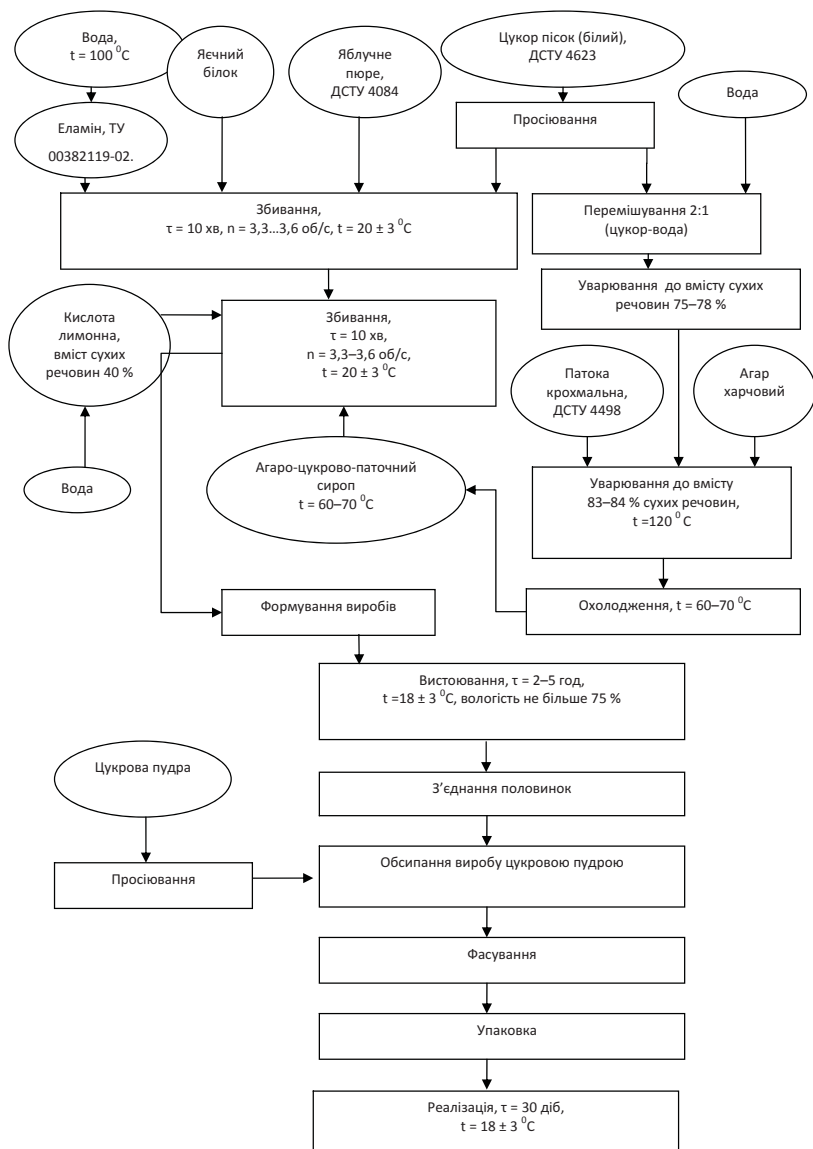 Вода,
t = 100 ⁰С
Яєчний
білок
Яблучне
пюре,
ДСТУ 4084
Цукор пісок (білий),
ДСТУ 4623
Вода
Еламін, ТУ
00382119-02.
Просіювання
Збивання,
τ = 10 хв, n = 3,3...3,6 об/с, t = 20 ± 3 ⁰С
Перемішування 2:1
(цукор-вода)
Уварювання до вмісту сухих
речовин 75–78 %
Кислота
лимонна,
вміст сухих
речовин 40 %
Збивання,
τ = 10 хв,
n = 3,3–3,6 об/с,
t = 20 ± 3 ⁰С
Патока
крохмальна,
ДСТУ 4498
Агар
харчовий
Вода
Агаро-цукрово-паточний
сироп
t = 60–70 ⁰С
Уварювання до вмісту
83–84 % сухих речовин,
t =120 ⁰ С
Формування виробів
Охолодження, t = 60–70 ⁰С
Вистоювання, τ = 2–5 год,
t =18 ± 3 ⁰С, вологість не більше 75 %
Цукрова пудра
З’єднання половинок
Просіювання
Обсипання виробу цукровою пудрою
Фасування
Упаковка
Реалізація, τ = 30 діб,
t = 18 ± 3 ⁰С